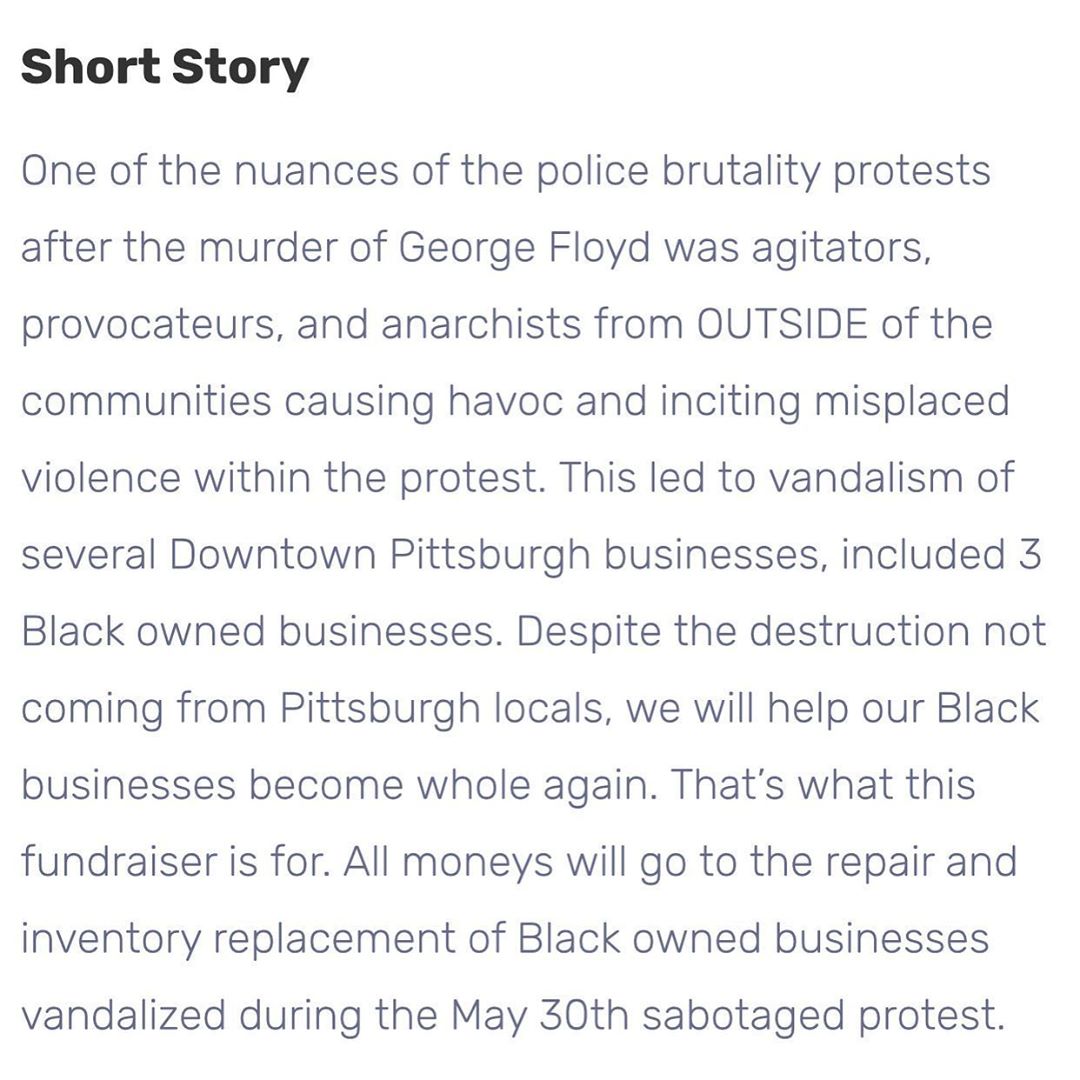 Short Story
One of the nuances of the police brutality protests
after the murder of George Floyd was agitators,
provocateurs, and anarchists from OUTSIDE of the
communities causing havoc and inciting misplaced
violence within the protest. This led to vandalism of
several Downtown Pittsburgh businesses, included 3
Black owned businesses. Despite the destruction not
coming from Pittsburgh locals, we will help our Black
businesses become whole again. That’s what this
fundraiser is for. All moneys will go to the repair and
inventory replacement of Black owned businesses
vandalized during the May 30th sabotaged protest.